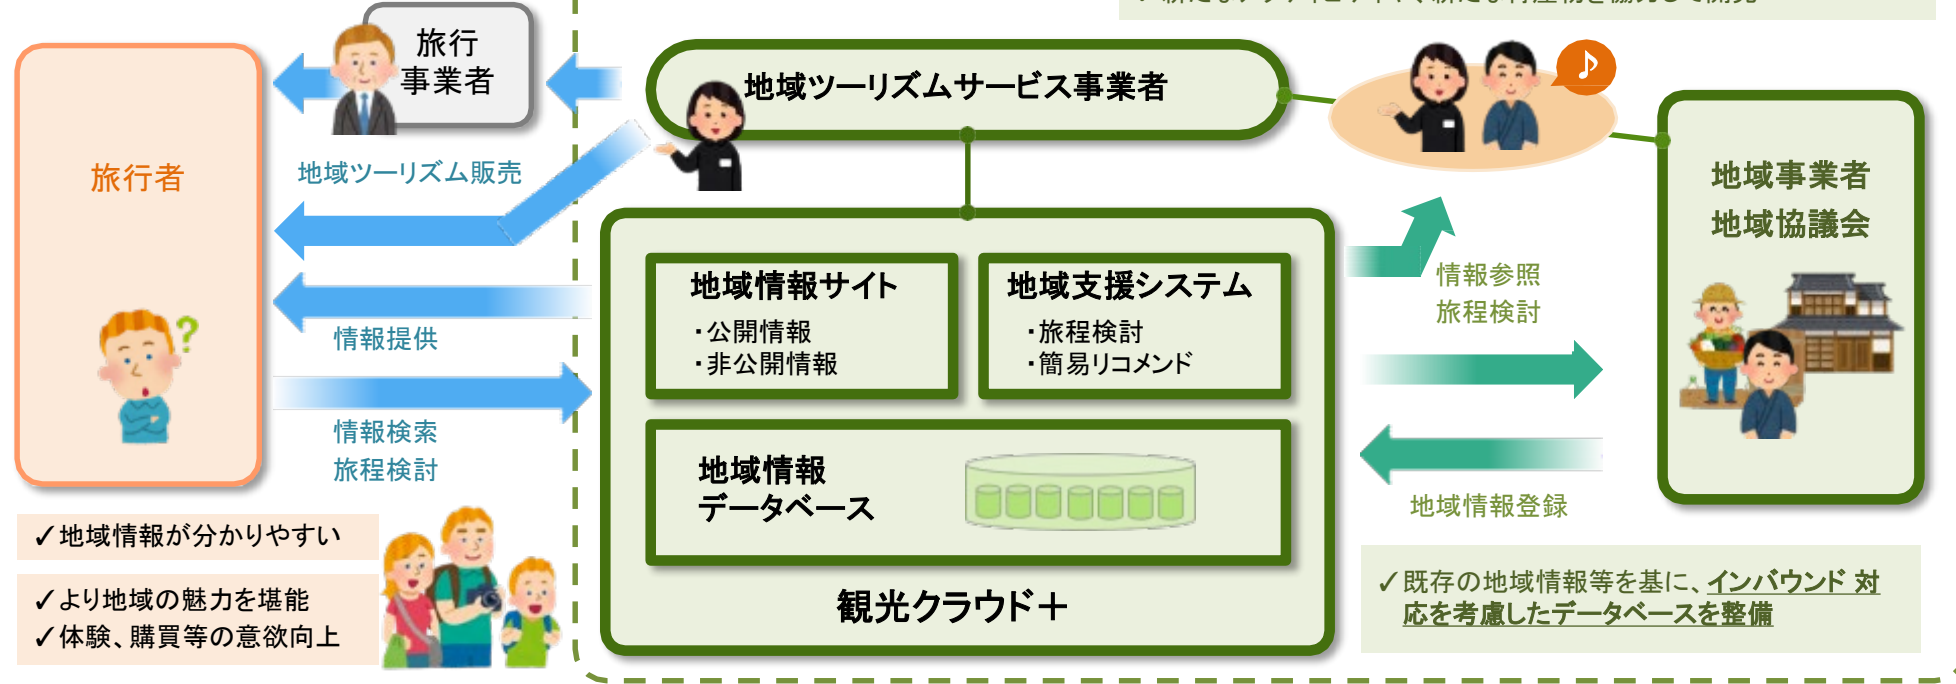 旅行
事業者
地域ツーリズムサービス事業者
♪
旅行者
地域ツーリズム販売
地域事業者
地域協議会
地域情報サイト
・公開情報
・非公開情報
地域支援システム
・旅程検討
・簡易リコメンド
情報参照
旅程検討
情報提供
?
情報検索
旅程検討
地域情報
データベース
地域情報登録
✓地域情報が分かりやすい
✓より地域の魅力を堪能
✓体験、購買等の意欲向上
観光クラウド＋
✓既存の地域情報等を基に、インバウンド 対
応を考慮したデータベースを整備